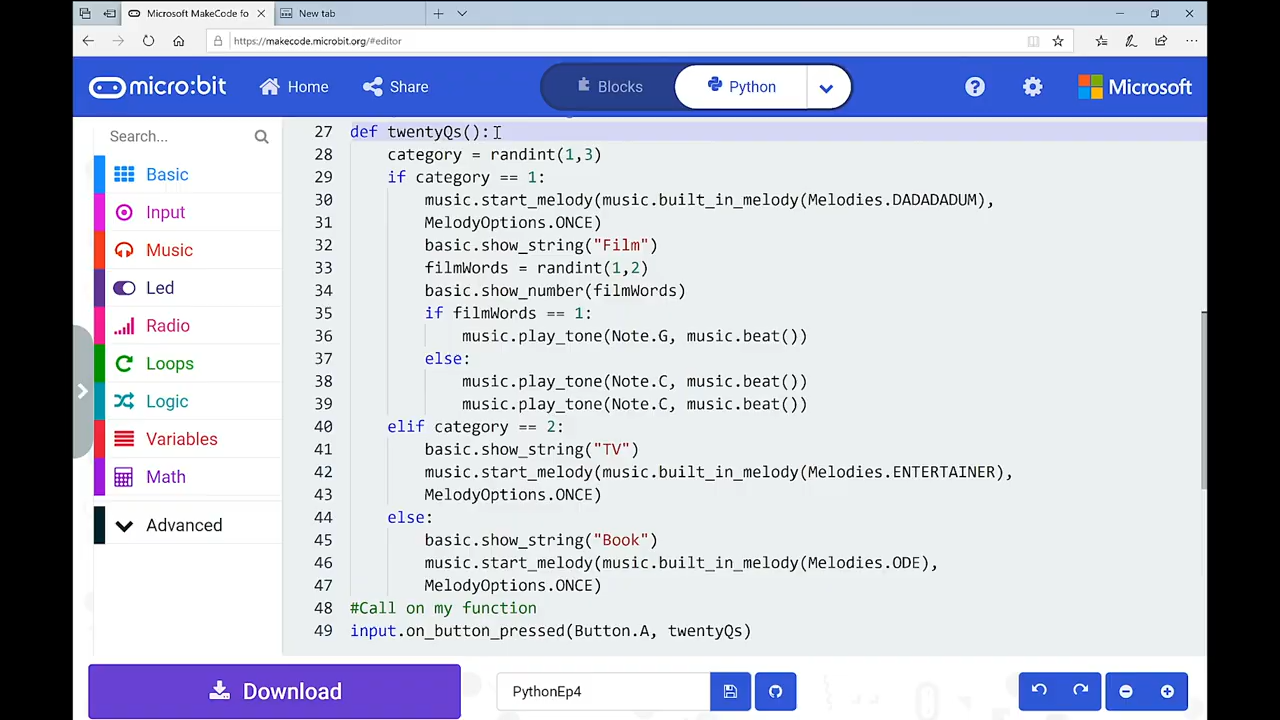 Microsoft MakeCode fo
New tab
https://makecode.microbit.org/#editor
micro:bit
Home
Share
Blocks
Python
Microsoft
Search...
Basic
Input
Music
Led
Radio
Loops
Logic
Variables
Math
Advanced
27 def twentyQs():
28 category = randint(1,3)
29 if category == 1:
30 music.start_melody(music.built_in_melody(Melodies.DADADADUM),
31 MelodyOptions.ONCE)
32 basic.show_string("Film")
33 filmWords = randint(1,2)
34 basic.show_number(filmWords)
35 if filmWords == 1:
36 music.play_tone(Note.G, music.beat())
37 else:
38 music.play_tone(Note.C, music.beat())
39 music.play_tone(Note.C, music.beat())
40 elif category == 2:
41 basic.show_string("TV")
42 music.start_melody(music.built_in_melody(Melodies.ENTERTAINER),
43 MelodyOptions.ONCE)
44 else:
45 basic.show_string("Book")
46 music.start_melody(music.built_in_melody(Melodies.ODE),
47 MelodyOptions.ONCE)
48 #Call on my function
49 input.on_button_pressed(Button.A, twentyQs)
Download
PythonEp4